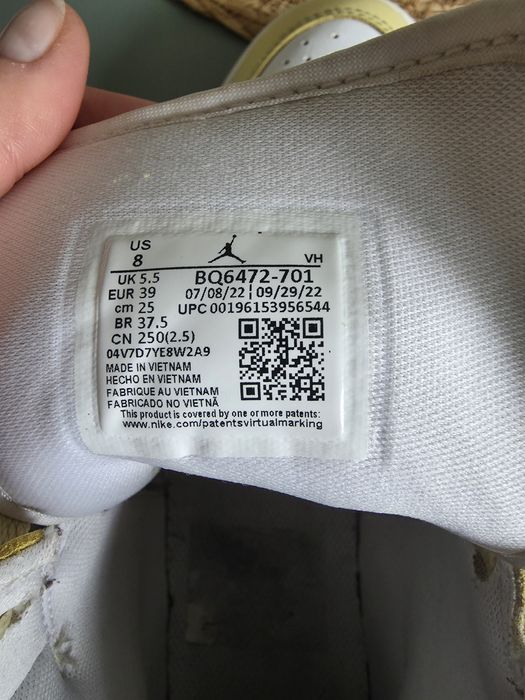 US
8 VH
UK 5.5 BQ6472-701
EUR 39 07/08/22 | 09/29/22
cm 25 UPC 00196153956544
BR 37.5
CN 250(2.5)
04V7D7YE8W2A9
MADE IN VIETNAM
HECHO EN VIETNAM
FABRIQUE AU VIETNAM
FABRICADO NO VIETNÃ
This product is covered by one or more patents:
www.nike.com/patentsvirtualmarking